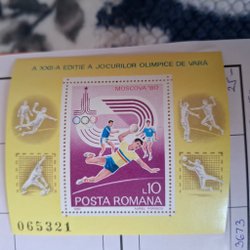 A XXII-A EDITIE A JOCURILOR OLIMPICE DE VARĂ
MOSCOVA '80
L10
POSTA ROMANA
065321